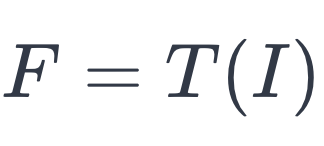 F = T(I)